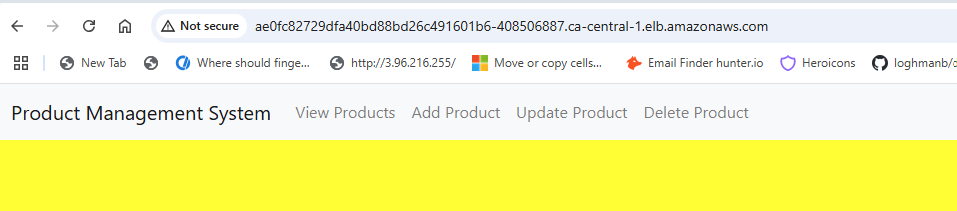 Not secure ae0fc82729dfa40bd88bd26c491601b6-408506887.ca-central-1.elb.amazonaws.com
New Tab Where should finge... http://3.96.216.255/ Move or copy cells... Email Finder hunter.io Heroicons loghmanb/
Product Management System View Products Add Product Update Product Delete Product